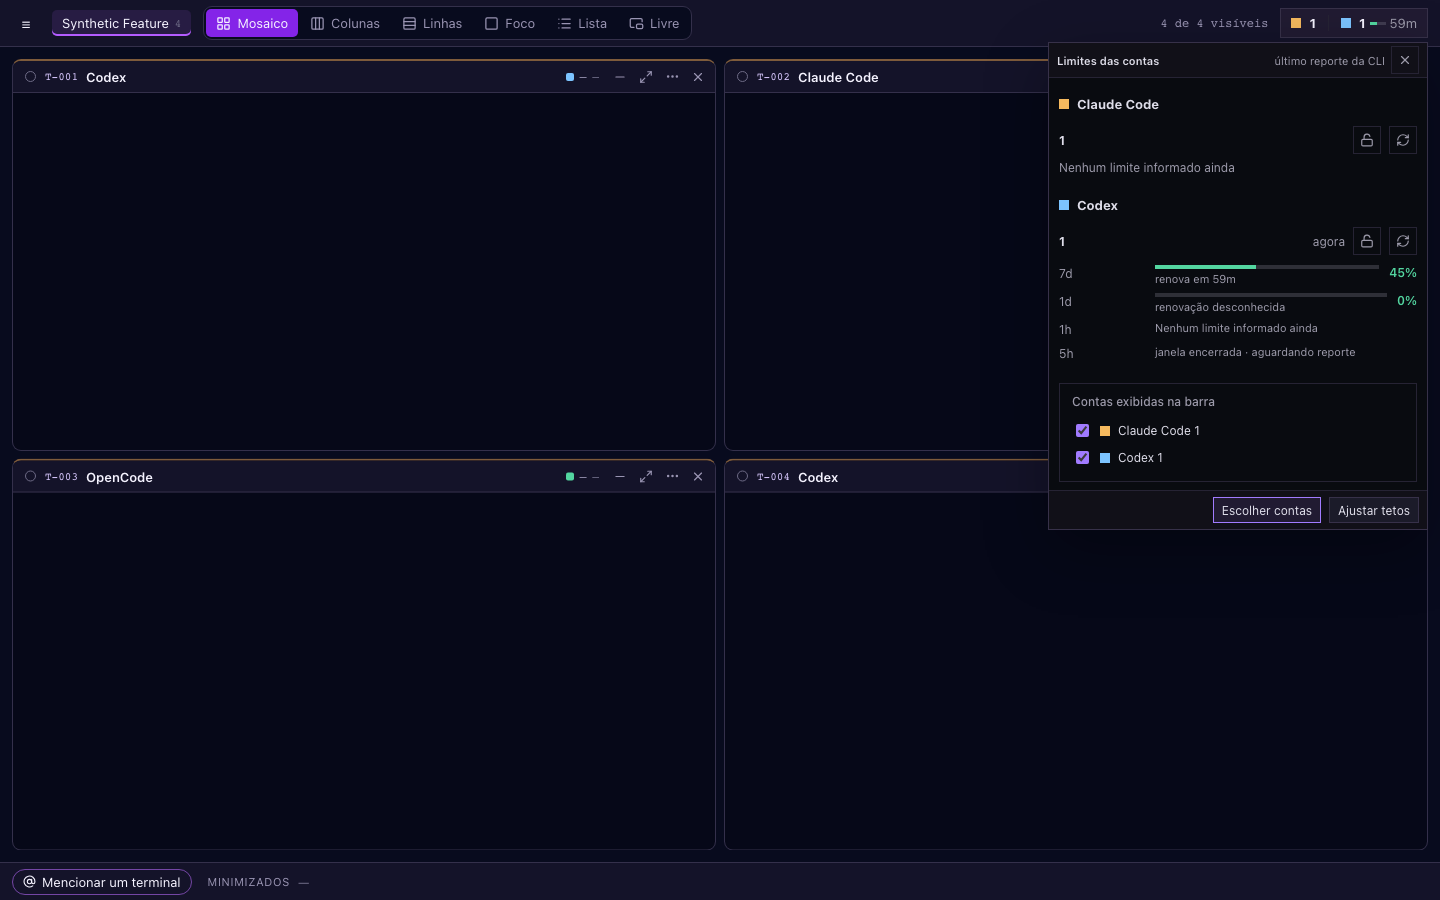 Synthetic Feature 4
Mosaico
Colunas
Linhas
Foco
Lista
Livre
4 de 4 visíveis
1
1 59m
T-001 Codex
T-002 Claude Code
Limites das contas
último reporte da CLI
Claude Code
1
Nenhum limite informado ainda
Codex
1
agora
7d
45%
renova em 59m
1d
0%
renovação desconhecida
1h
Nenhum limite informado ainda
5h
janela encerrada · aguardando reporte
Contas exibidas na barra
Claude Code 1
Codex 1
Escolher contas
Ajustar tetos
T-003 OpenCode
T-004 Codex
@ Mencionar um terminal
MINIMIZADOS —